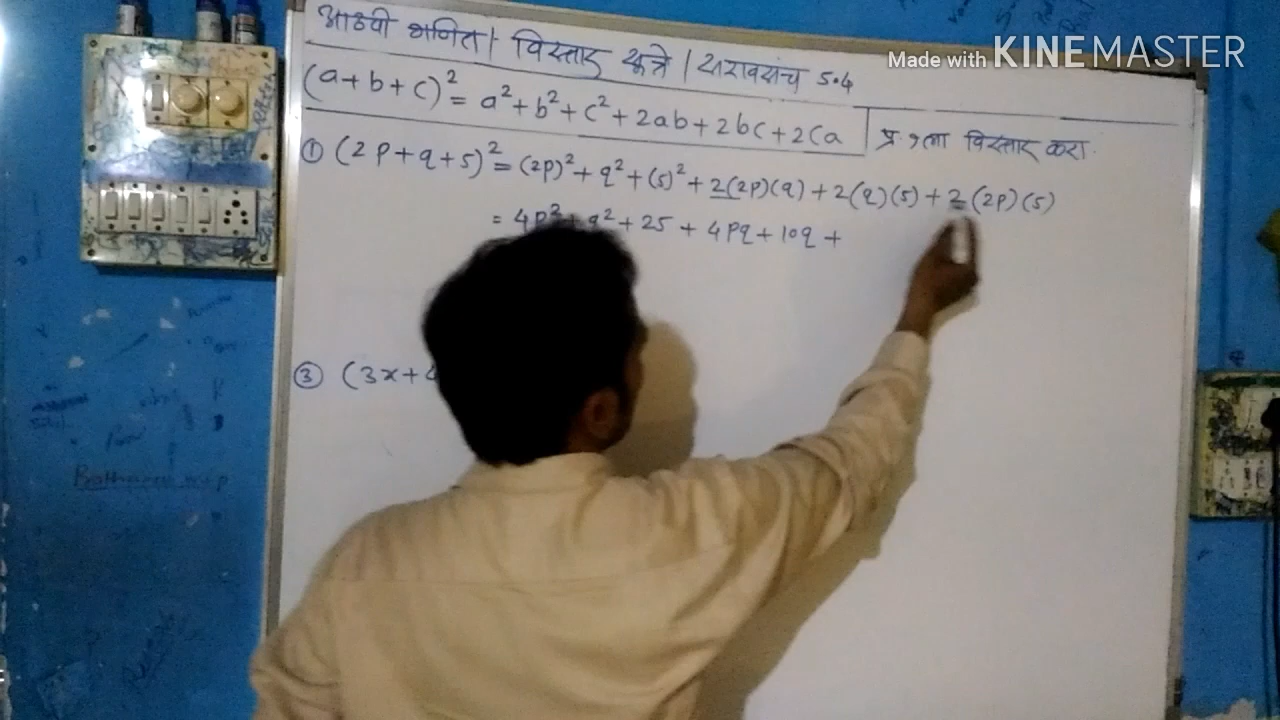 Made with KINEMASTER
आठवी गणित | विस्तार सूत्रे | सरावसंच 5.4
(a+b+c)² = a² + b² + c² + 2ab + 2bc + 2ca
प्र.1ला विस्तार करा.
① (2p+q+5)² = (2p)² + q² + (5)² + 2(2p)(q) + 2(q)(5) + 2(2p)(5)
= 4p² + q² + 25 + 4pq + 10q +
③ (3x+4